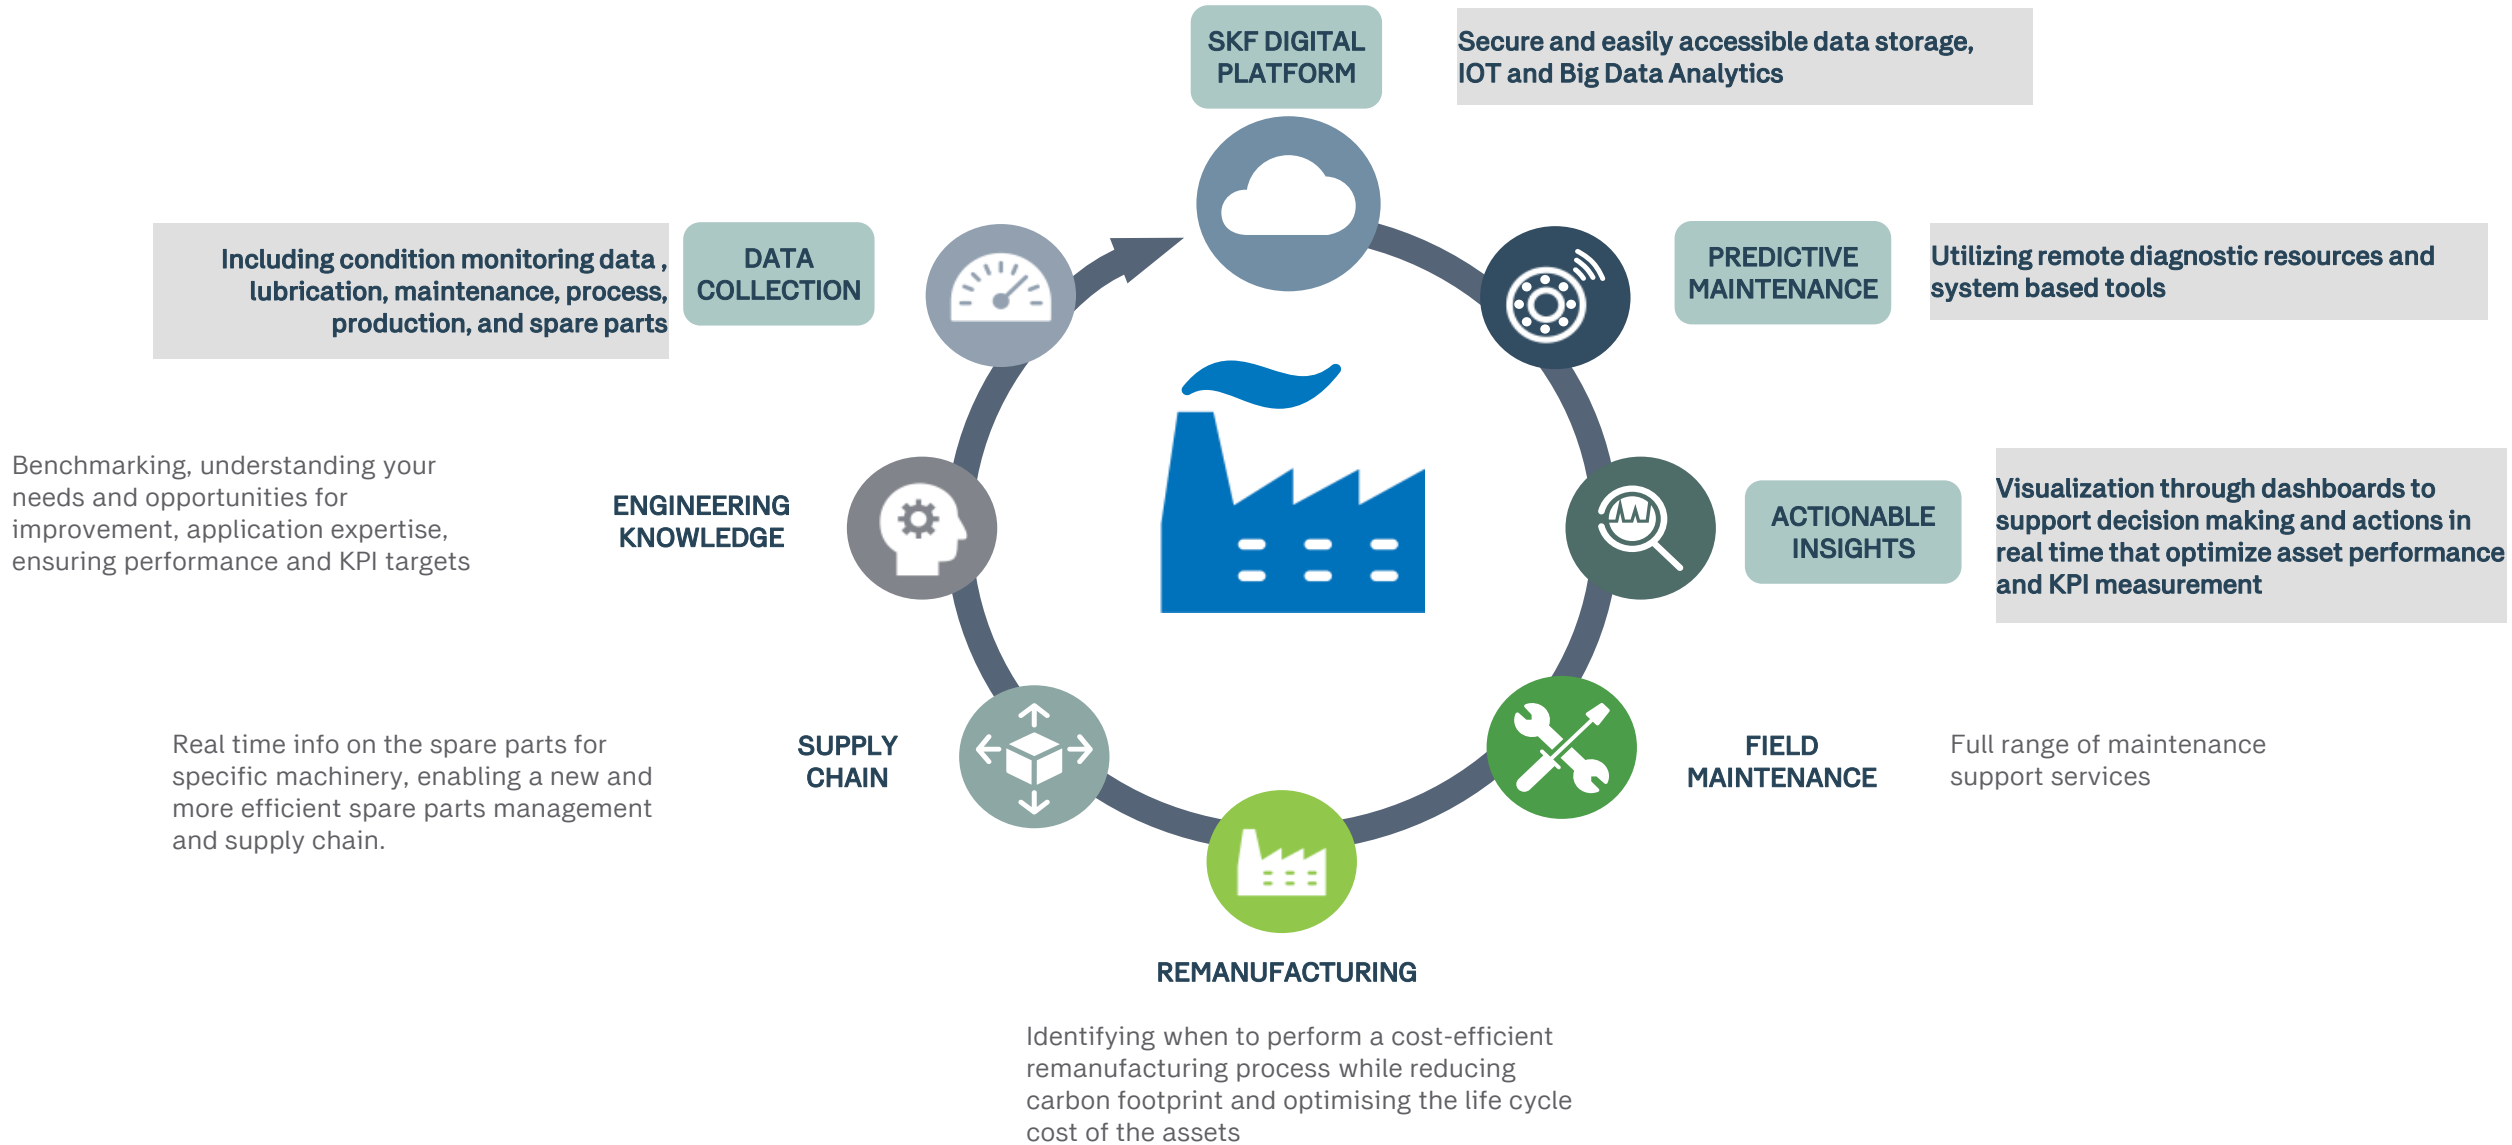 SKF DIGITAL
PLATFORM
Secure and easily accessible data storage,
IOT and Big Data Analytics
Including condition monitoring data ,
lubrication, maintenance, process,
production, and spare parts
DATA
COLLECTION
PREDICTIVE
MAINTENANCE
Utilizing remote diagnostic resources and
system based tools
Benchmarking, understanding your
needs and opportunities for
improvement, application expertise,
ensuring performance and KPI targets
ENGINEERING
KNOWLEDGE
ACTIONABLE
INSIGHTS
Visualization through dashboards to
support decision making and actions in
real time that optimize asset performance
and KPI measurement
Real time info on the spare parts for
specific machinery, enabling a new and
more efficient spare parts management
and supply chain.
SUPPLY
CHAIN
FIELD
MAINTENANCE
Full range of maintenance
support services
REMANUFACTURING
Identifying when to perform a cost-efficient
remanufacturing process while reducing
carbon footprint and optimising the life cycle
cost of the assets